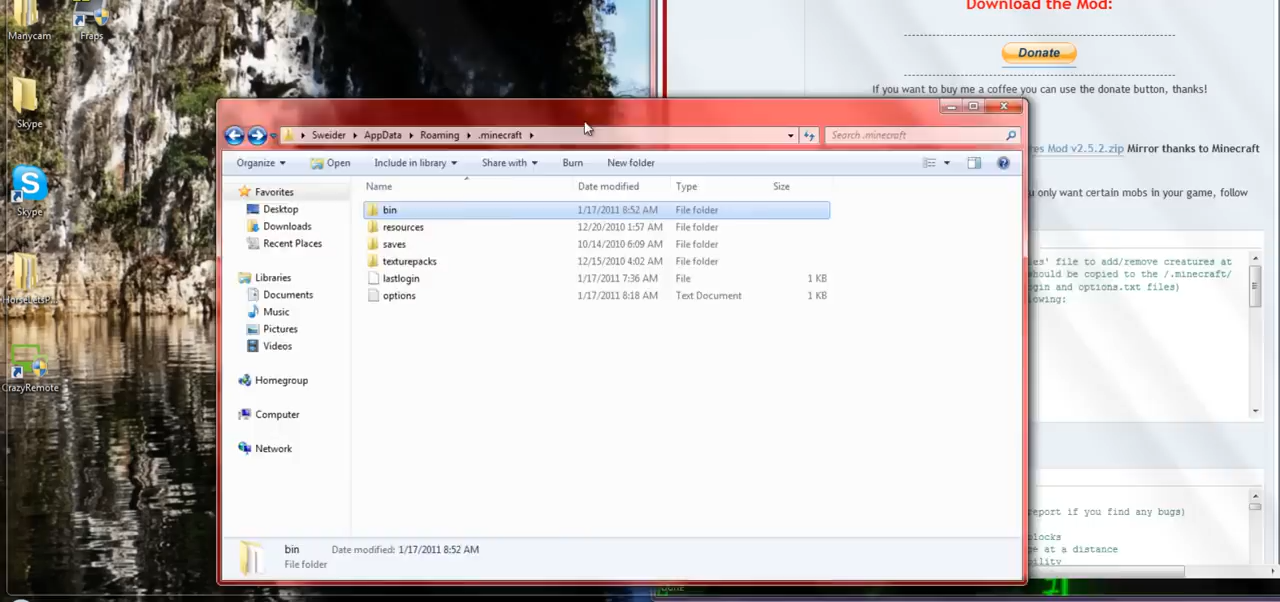 Manycam
Fraps
Skype
Skype
CrazyRemote
Download the Mod:
Donate
If you want to buy me a coffee you can use the donate button, thanks!
Sweider AppData Roaming .minecraft
Search .minecraft
Organize Open Include in library Share with Burn New folder
Name Date modified Type Size
Favorites
Desktop
Downloads
Recent Places
Libraries
Documents
Music
Pictures
Videos
Homegroup
Computer
Network
bin 1/17/2011 8:52 AM File folder
resources 12/20/2010 1:57 AM File folder
saves 10/14/2010 6:09 AM File folder
texturepacks 12/15/2010 4:02 AM File folder
lastlogin 1/17/2011 7:36 AM File 1 KB
options 1/17/2011 8:18 AM Text Document 1 KB
bin Date modified: 1/17/2011 8:52 AM
File folder
res Mod v2.5.2.zip Mirror thanks to Minecraft
u only want certain mobs in your game, follow
es' file to add/remove creatures at
should be copied to the /.minecraft/
gin and options.txt files)
owing:
report if you find any bugs)
locks
ge at a distance
bility